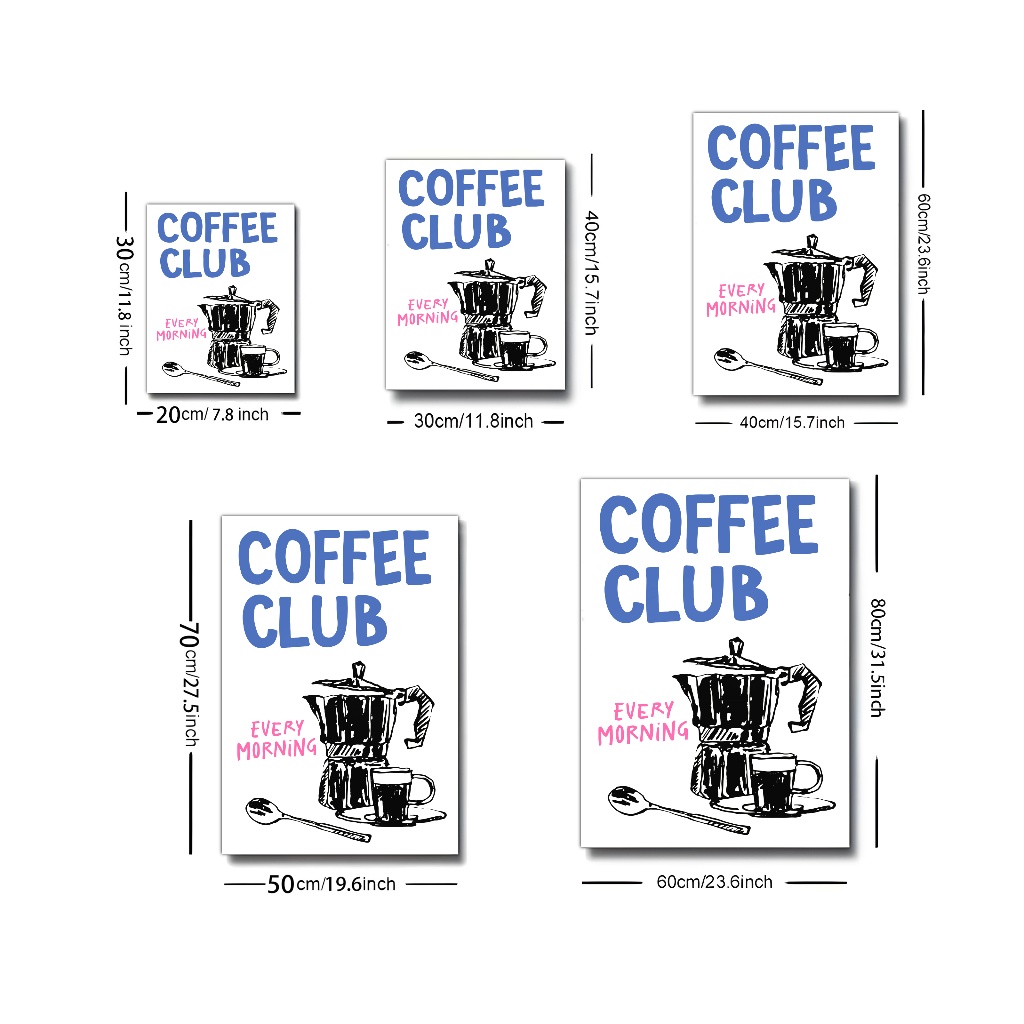 COFFEE
CLUB
EVERY
MORNING
30cm/11.8 inch
20cm/7.8 inch
COFFEE
CLUB
EVERY
MORNING
40cm/15.7inch
30cm/11.8inch
COFFEE
CLUB
EVERY
MORNING
60cm/23.6inch
40cm/15.7inch
COFFEE
CLUB
EVERY
MORNING
70cm/27.5inch
50cm/19.6inch
COFFEE
CLUB
EVERY
MORNING
80cm/31.5inch
60cm/23.6inch